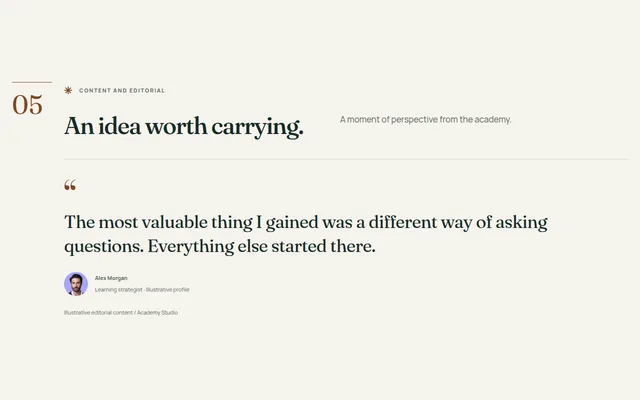 05
CONTENT AND EDITORIAL
An idea worth carrying.
A moment of perspective from the academy.
“
The most valuable thing I gained was a different way of asking
questions. Everything else started there.
Alex Morgan
Learning strategist · Illustrative profile
Illustrative editorial content / Academy Studio